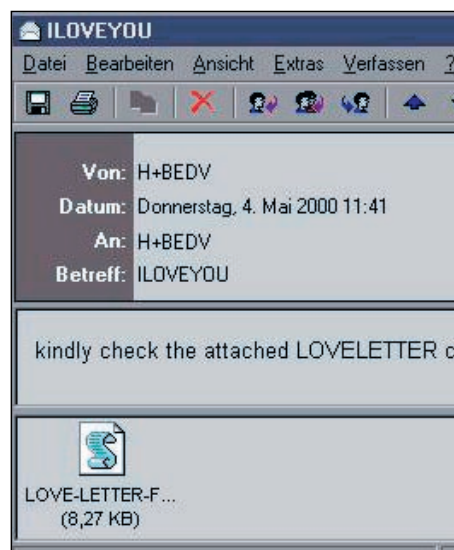 ILOVEYOU
Datei Bearbeiten Ansicht Extras Verfassen ?
Von: H+BEDV
Datum: Donnerstag, 4. Mai 2000 11:41
An: H+BEDV
Betreff: ILOVEYOU
kindly check the attached LOVELETTER c
LOVE-LETTER-F...
(8,27 KB)